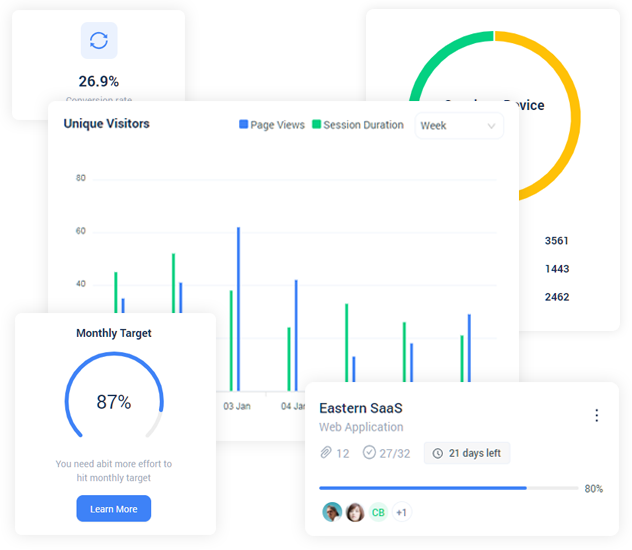 26.9%
Conversion rate
Device
3561
1443
2462
Unique Visitors
Page Views
Session Duration
Week
80
60
40
03 Jan
04 Jan
Monthly Target
87%
You need abit more effort to
hit monthly target
Learn More
Eastern SaaS
Web Application
12
27/32
21 days left
80%
CB
+1